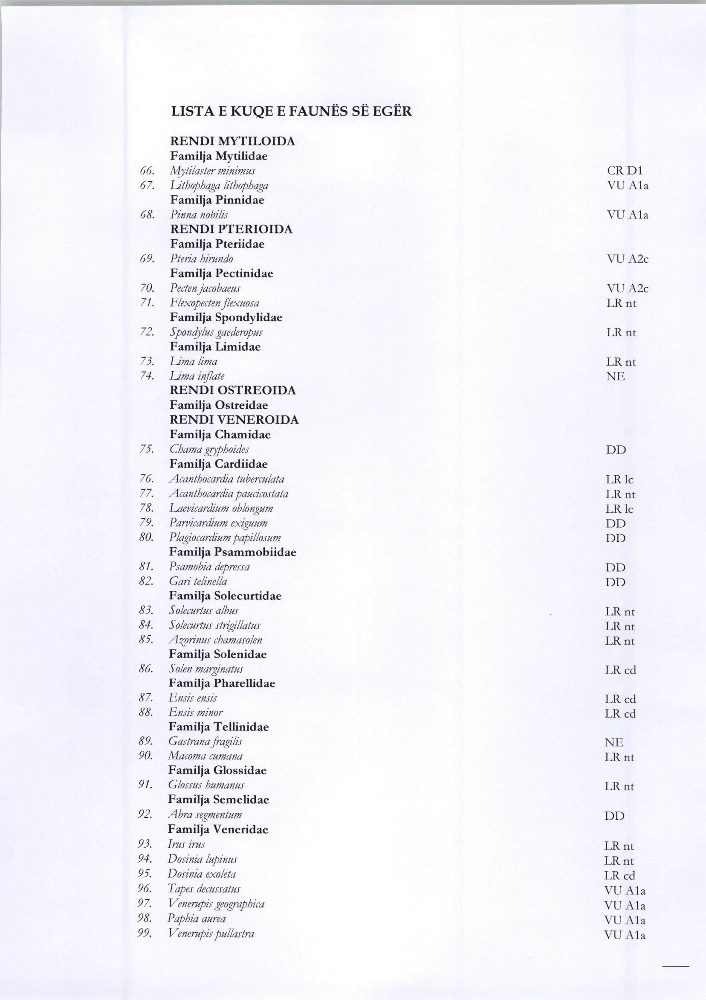 LISTA E KUQE E FAUNËS SË EGËR
RENDI MYTILOIDA
Familja Mytilidae
66. Mytilaster minimus CR D1
67. Lithophaga lithophaga VU A1a
Familja Pinnidae
68. Pinna nobilis VU A1a
RENDI PTERIOIDA
Familja Pteriidae
69. Pteria hirundo VU A2c
Familja Pectinidae
70. Pecten jacobaeus VU A2c
71. Flexopecten flexuosa LR nt
Familja Spondylidae
72. Spondylus gaederopus LR nt
Familja Limidae
73. Lima lima LR nt
74. Lima inflate NE
RENDI OSTREOIDA
Familja Ostreidae
RENDI VENEROIDA
Familja Chamidae
75. Chama gryphoides DD
Familja Cardiidae
76. Acanthocardia tuberculata LR lc
77. Acanthocardia paucicostata LR nt
78. Laevicardium oblongum LR lc
79. Parvicardium exiguum DD
80. Plagiocardium papillosum DD
Familja Psammobiidae
81. Psamobia depressa DD
82. Gari telinella DD
Familja Solecurtidae
83. Solecurtus albus LR nt
84. Solecurtus strigillatus LR nt
85. Azorinus chamasolen LR nt
Familja Solenidae
86. Solen marginatus LR cd
Familja Pharellidae
87. Ensis ensis LR cd
88. Ensis minor LR cd
Familja Tellinidae
89. Gastrana fragilis NE
90. Macoma cumana LR nt
Familja Glossidae
91. Glossus humanus LR nt
Familja Semelidae
92. Abra segmentum DD
Familja Veneridae
93. Irus irus LR nt
94. Dosinia lupinus LR nt
95. Dosinia exoleta LR cd
96. Tapes decussatus VU A1a
97. Venerupis geographica VU A1a
98. Paphia aurea VU A1a
99. Venerupis pullastra VU A1a